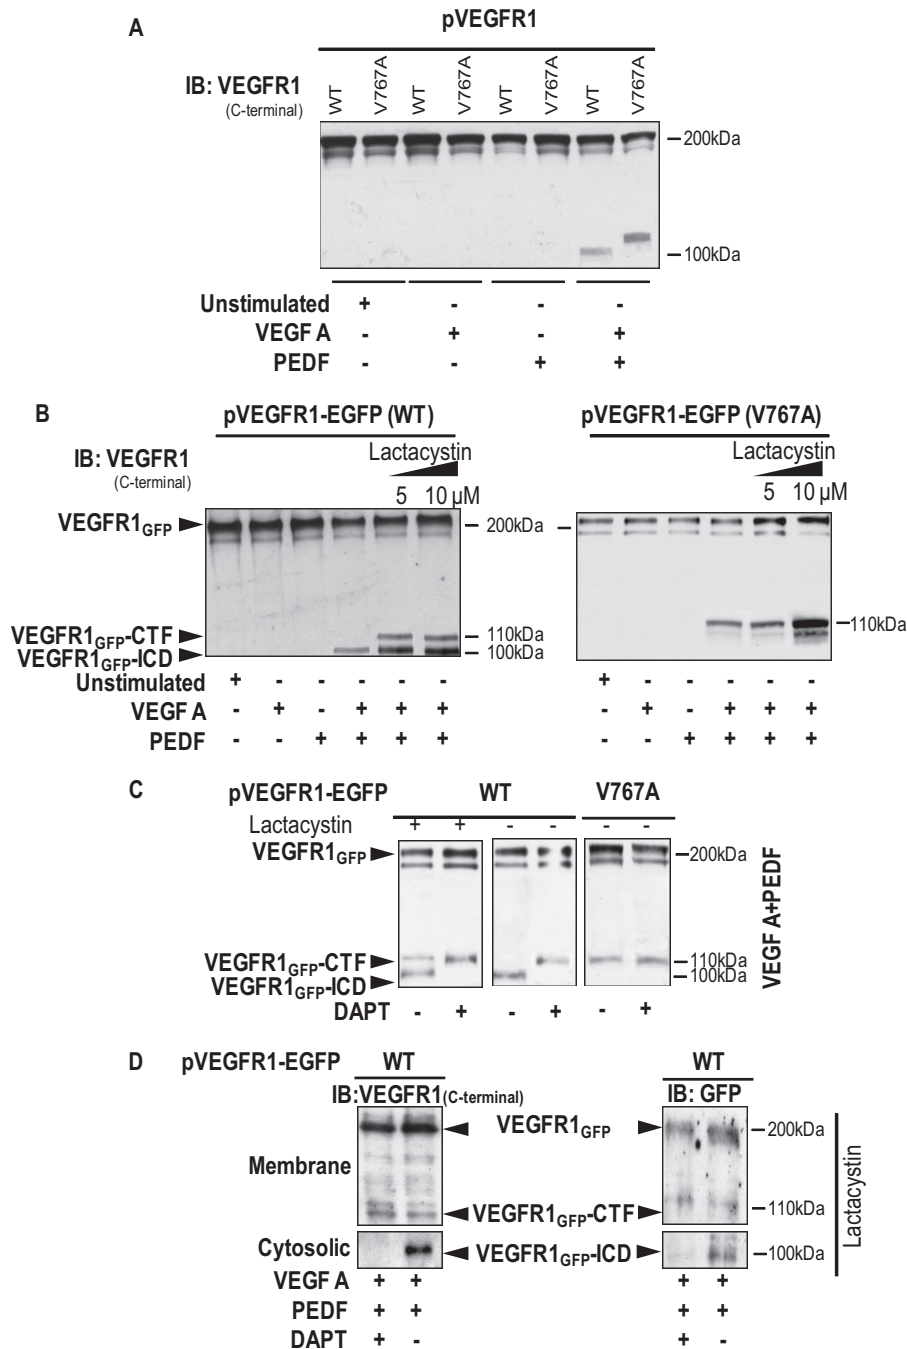 A
pVEGFR1
IB: VEGFR1
(C-terminal)
WT V767A WT V767A WT V767A WT V767A
200kDa
100kDa
Unstimulated + - - -
VEGF A - + - +
PEDF - - + +
B
pVEGFR1-EGFP (WT) pVEGFR1-EGFP (V767A)
IB: VEGFR1
(C-terminal)
Lactacystin Lactacystin
5 10 µM 5 10 µM
VEGFR1GFP 200kDa
VEGFR1GFP-CTF 110kDa 110kDa
VEGFR1GFP-ICD 100kDa
Unstimulated + - - - - - + - - - - -
VEGF A - + - + + + - + - + + +
PEDF - - + + + + - - + + + +
C
pVEGFR1-EGFP WT V767A
Lactacystin + + - - - -
VEGFR1GFP 200kDa
VEGFR1GFP-CTF 110kDa
VEGFR1GFP-ICD 100kDa
DAPT - + - + - +
VEGF A+PEDF
D
pVEGFR1-EGFP WT WT
IB:VEGFR1(C-terminal) IB: GFP
VEGFR1GFP 200kDa
Membrane
VEGFR1GFP-CTF 110kDa
Cytosolic VEGFR1GFP-ICD 100kDa
VEGF A + + + +
PEDF + + + +
DAPT + - + -
Lactacystin